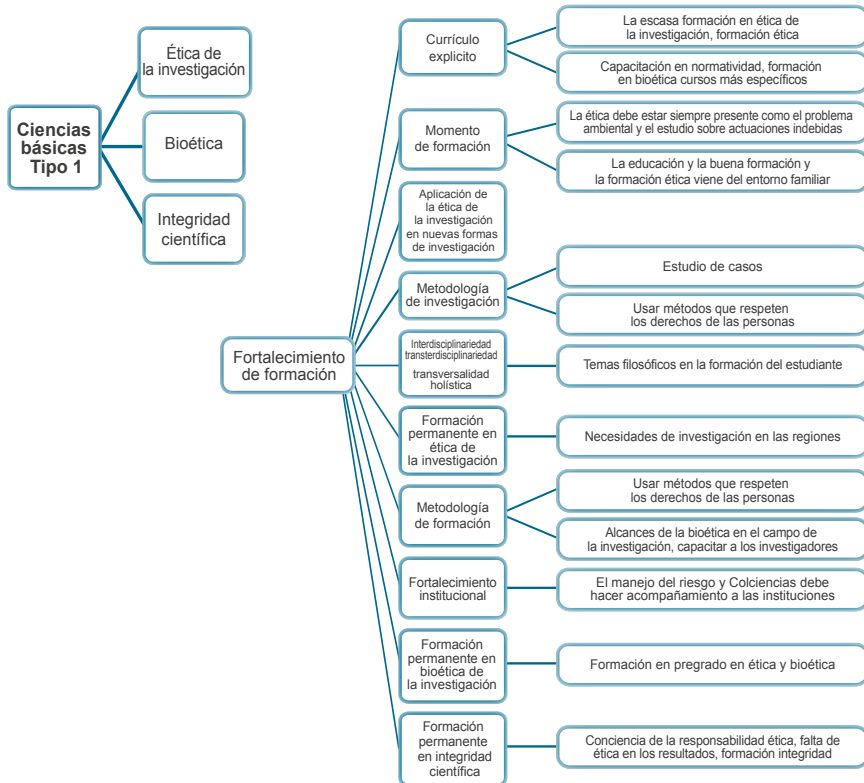 Ética de
la investigación
Ciencias
básicas
Tipo 1
Bioética
Integridad
científica
Fortalecimiento
de formación
Currículo
explicito
La escasa formación en ética de
la investigación, formación ética
Capacitación en normatividad, formación
en bioética cursos más específicos
Momento
de formación
La ética debe estar siempre presente como el problema
ambiental y el estudio sobre actuaciones indebidas
La educación y la buena formación y
la formación ética viene del entorno familiar
Aplicación de
la ética de
la investigación
en nuevas formas
de investigación
Metodología
de investigación
Estudio de casos
Usar métodos que respeten
los derechos de las personas
Interdisciplinariedad
transterdisciplinariedad
transversalidad
holística
Temas filosóficos en la formación del estudiante
Formación
permanente en
ética de
la investigación
Necesidades de investigación en las regiones
Metodología
de formación
Usar métodos que respeten
los derechos de las personas
Alcances de la bioética en el campo de
la investigación, capacitar a los investigadores
Fortalecimiento
institucional
El manejo del riesgo y Colciencias debe
hacer acompañamiento a las instituciones
Formación
permanente en
bioética de
la investigación
Formación en pregrado en ética y bioética
Formación
permanente
en integridad
científica
Conciencia de la responsabilidad ética, falta de
ética en los resultados, formación integridad